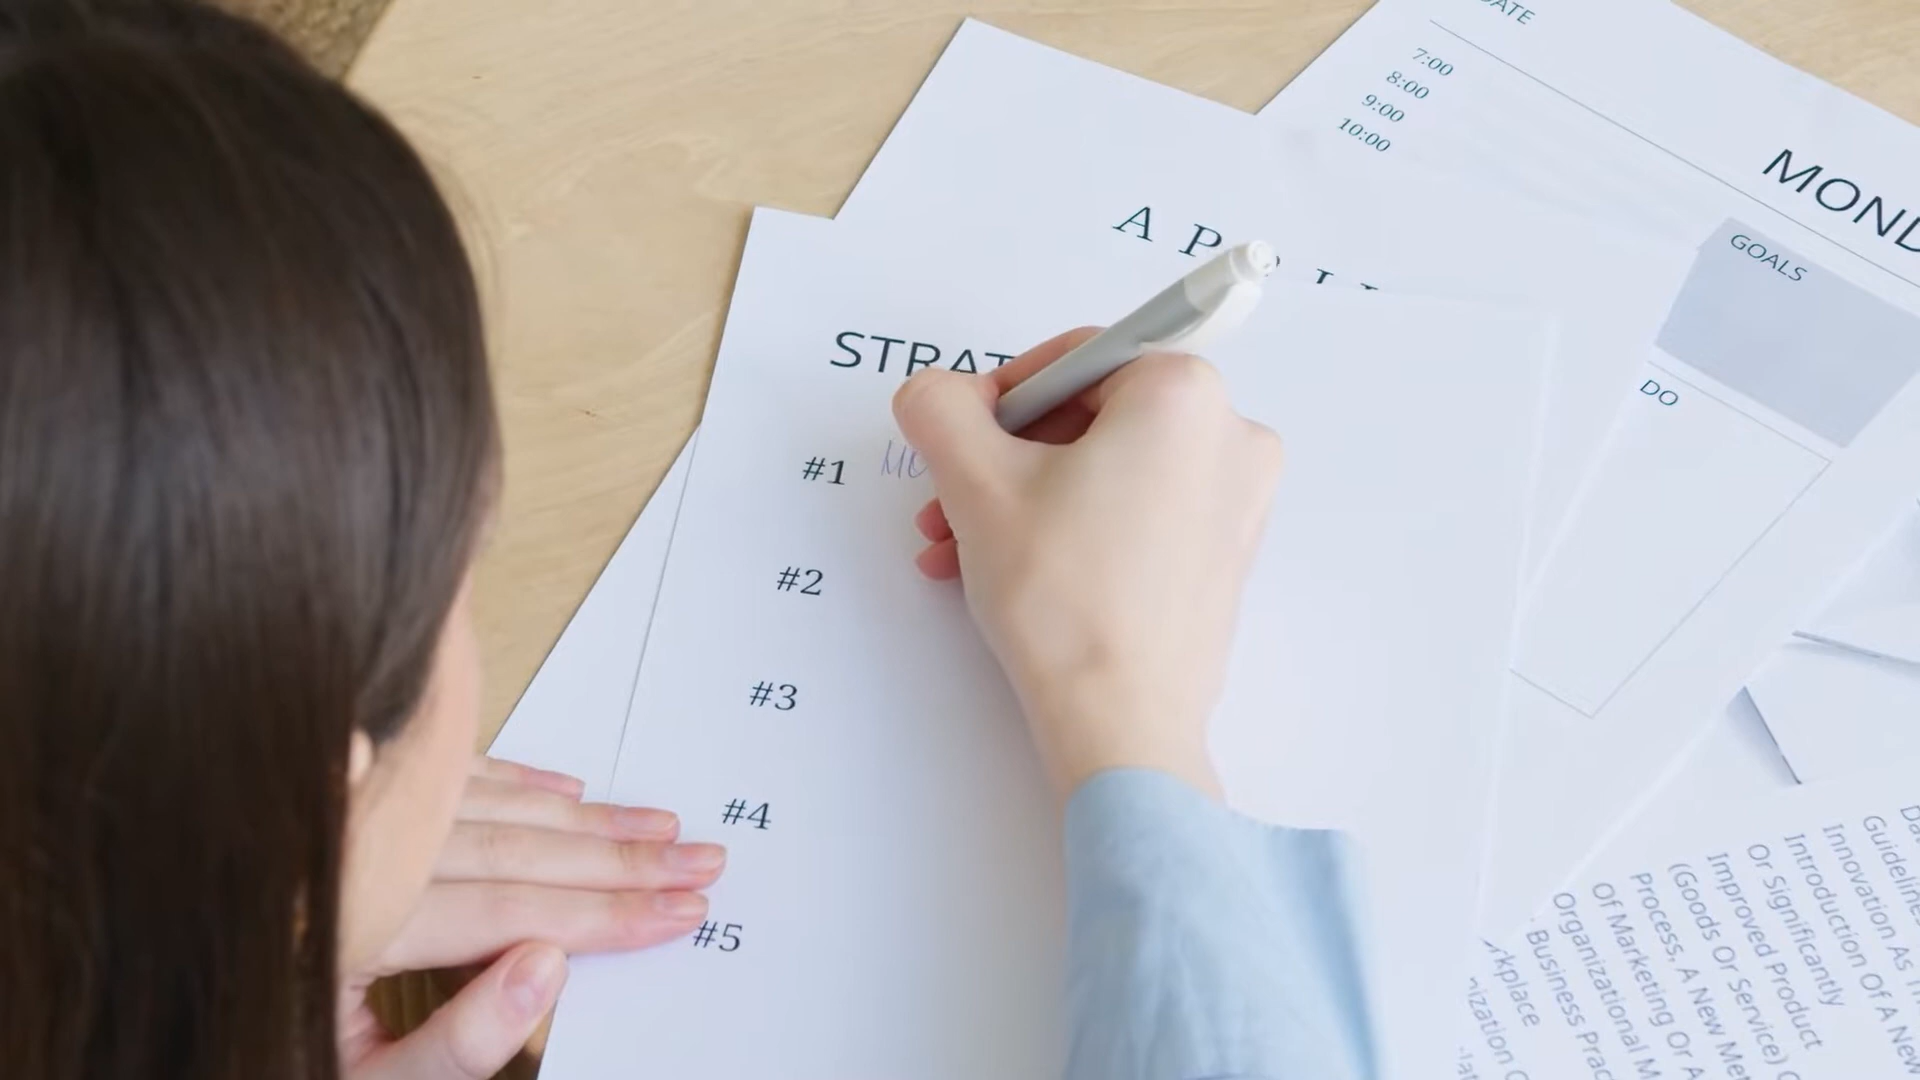 DATE
7:00
8:00
9:00
10:00
MOND
GOALS
DO
A P
STRAT
#1
#2
#3
#4
#5
Guideline
Innovation As
Introduction Of A New
Or Significantly
Improved Product
(Goods Or Service)
Process, A New Met
Of Marketing Or A
Organizational M
Business Prac
rkplace
nization